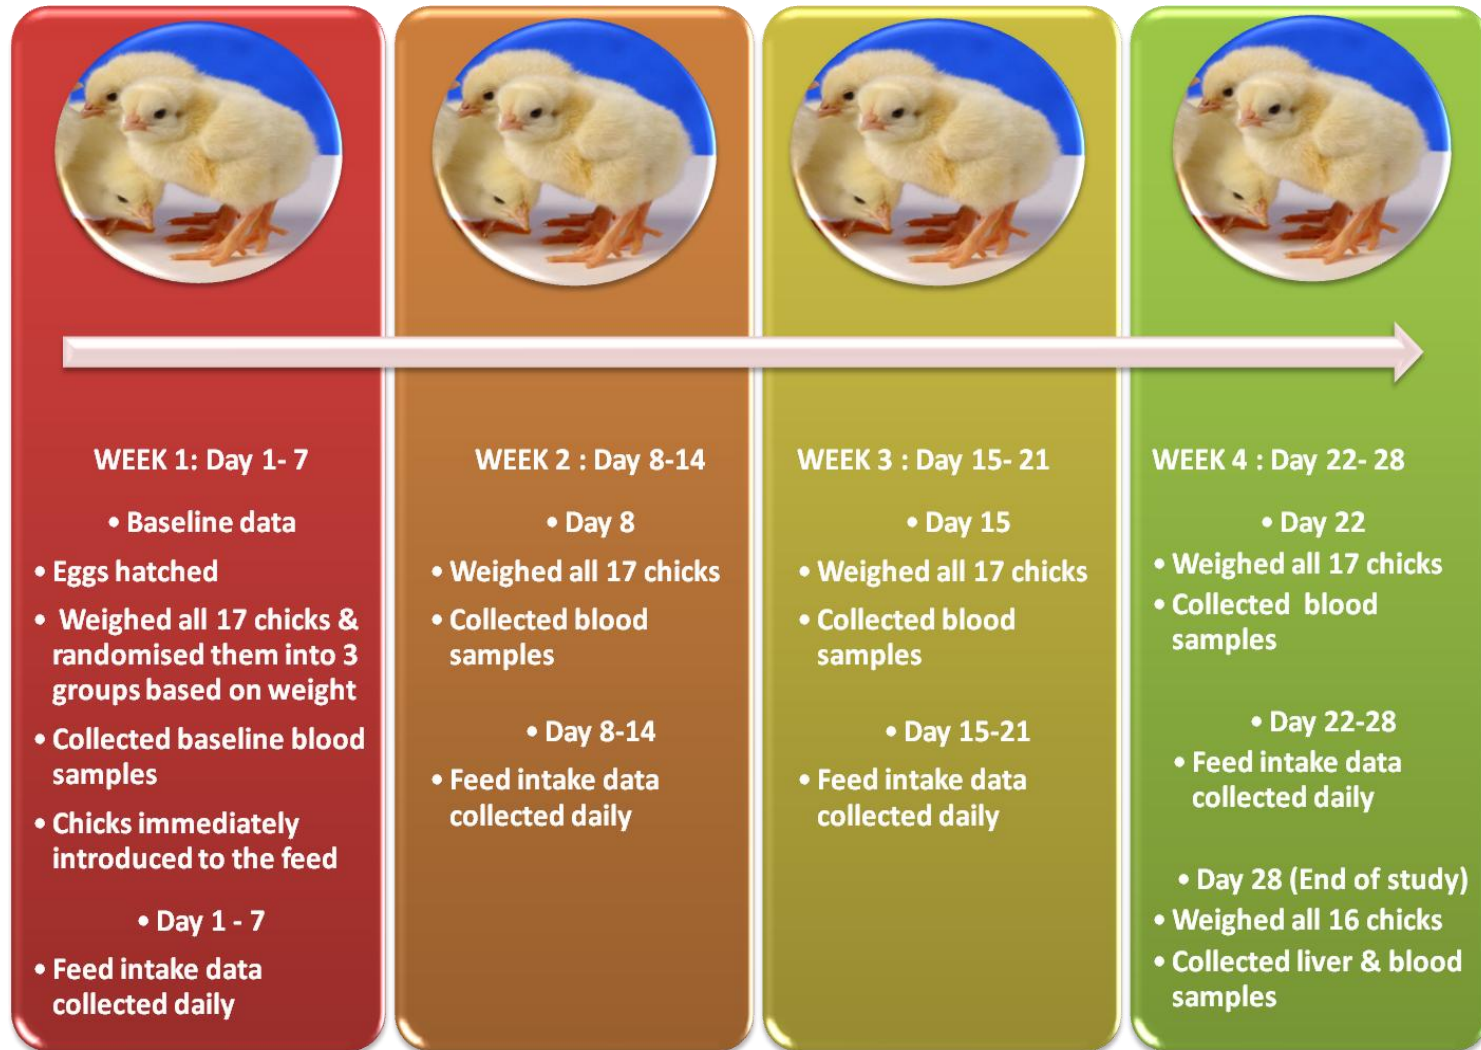 WEEK 1: Day 1- 7
• Baseline data
• Eggs hatched
• Weighed all 17 chicks &
randomised them into 3
groups based on weight
• Collected baseline blood
samples
• Chicks immediately
introduced to the feed
• Day 1 - 7
• Feed intake data
collected daily
WEEK 2 : Day 8-14
• Day 8
• Weighed all 17 chicks
• Collected blood
samples
• Day 8-14
• Feed intake data
collected daily
WEEK 3 : Day 15- 21
• Day 15
• Weighed all 17 chicks
• Collected blood
samples
• Day 15-21
• Feed intake data
collected daily
WEEK 4 : Day 22- 28
• Day 22
• Weighed all 17 chicks
• Collected blood
samples
• Day 22-28
• Feed intake data
collected daily
• Day 28 (End of study)
• Weighed all 16 chicks
• Collected liver & blood
samples